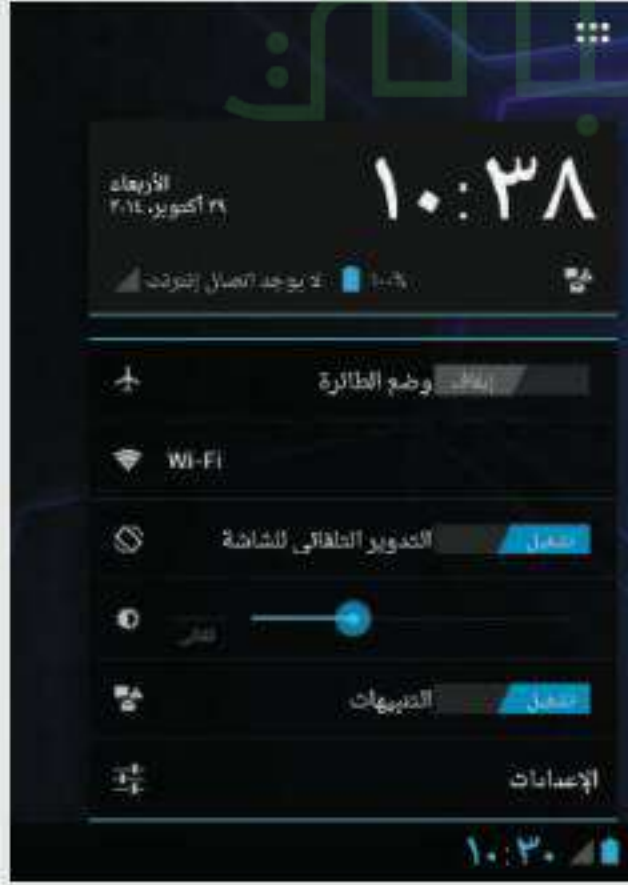 ١٠:٣٨
الأربعاء
٢٩ أكتوبر، ٢٠١٤
١٠٠%
لا يوجد اتصال إنترنت
وضع الطائرة
إيقاف
Wi-Fi
التدوير التلقائي للشاشة
تشغيل
تلقائي
التنبيهات
تشغيل
الإعدادات
١٠:٣٠